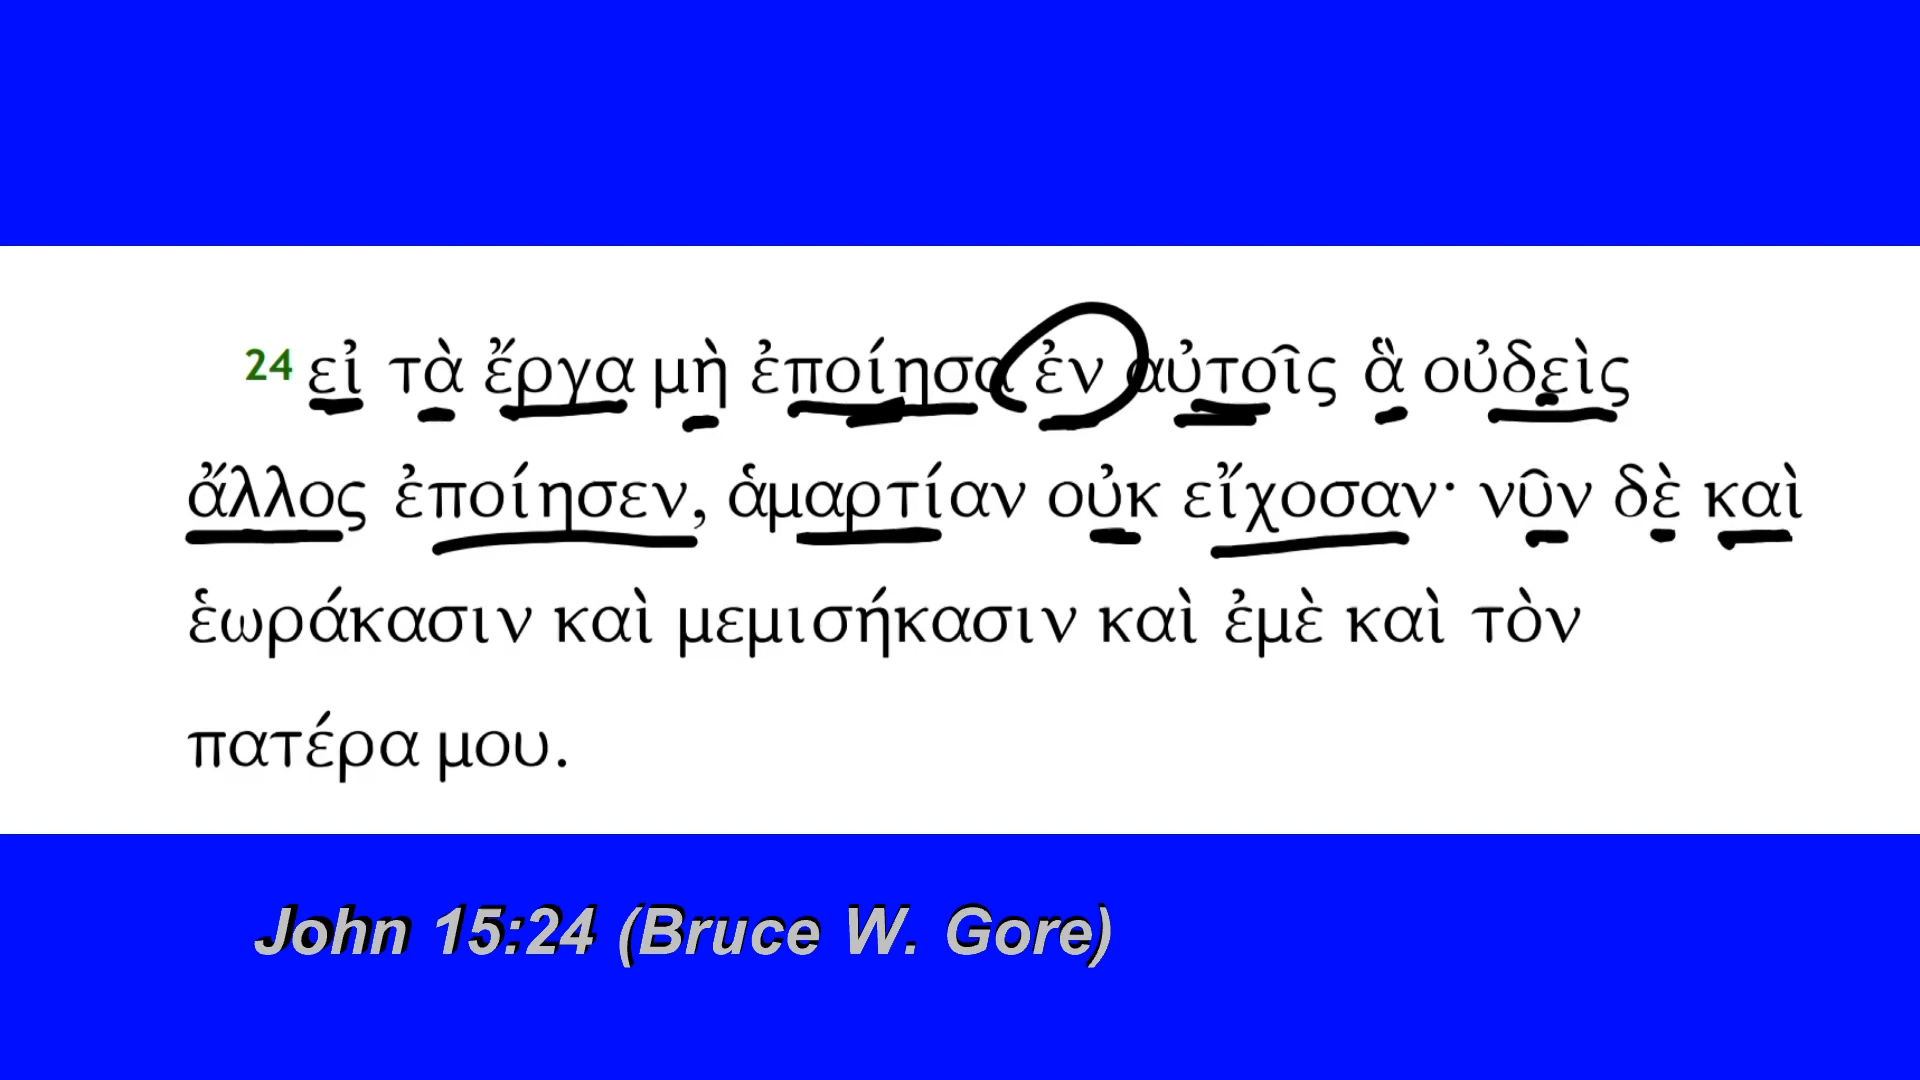 24 εἰ τὰ ἔργα μὴ ἐποίησα ἐν αὐτοῖς ἃ οὐδεὶς
ἄλλος ἐποίησεν, ἁμαρτίαν οὐκ εἴχοσαν· νῦν δὲ καὶ
ἑωράκασιν καὶ μεμισήκασιν καὶ ἐμὲ καὶ τὸν
πατέρα μου.
John 15:24 (Bruce W. Gore)